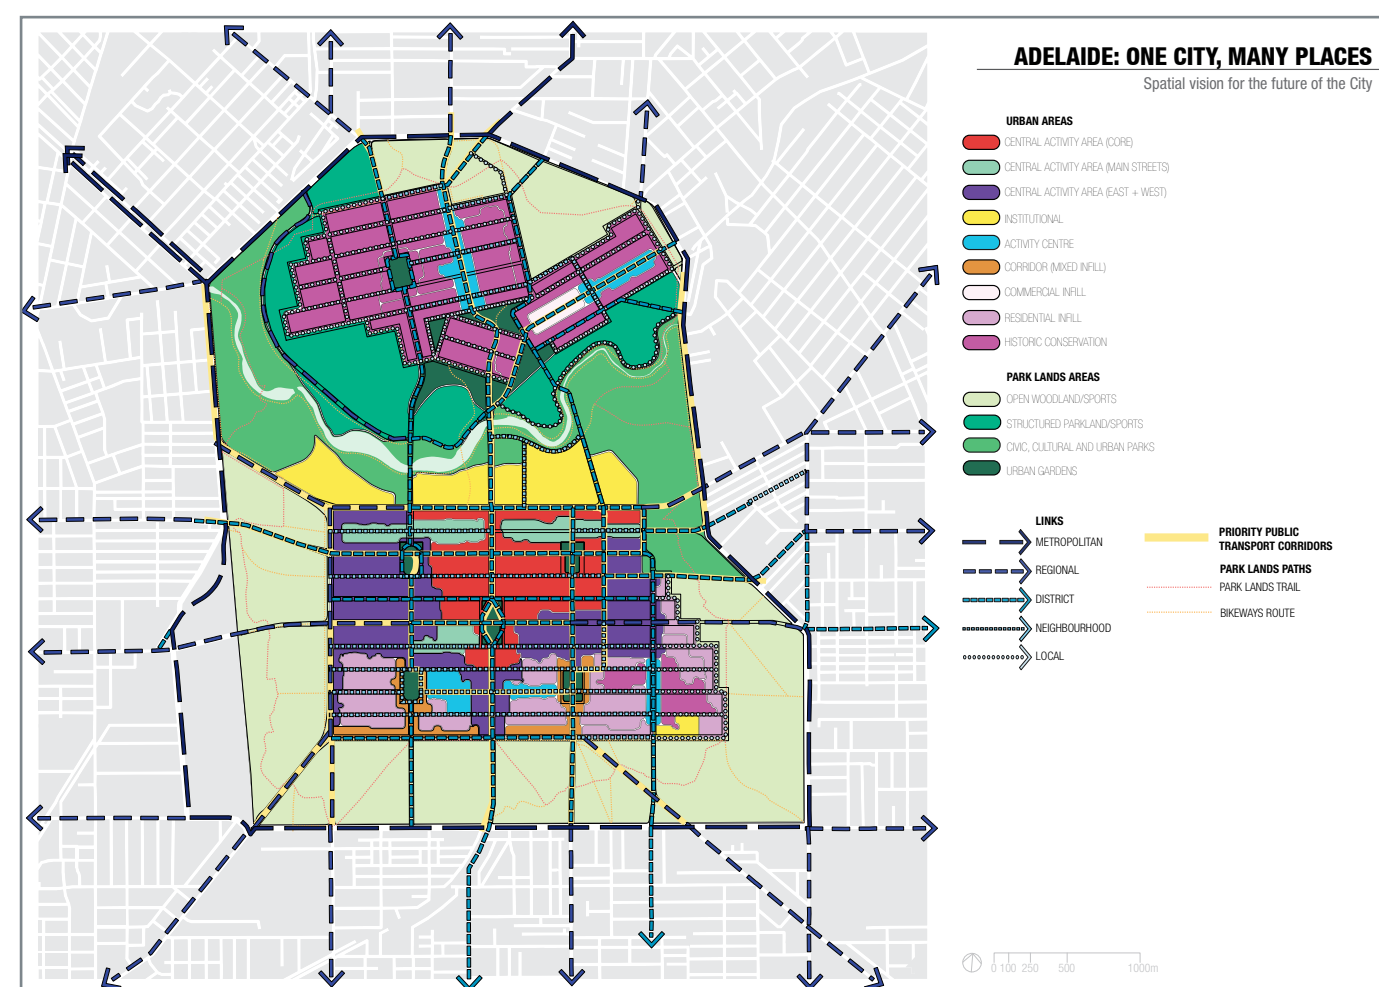 ADELAIDE: ONE CITY, MANY PLACES
Spatial vision for the future of the City
URBAN AREAS
CENTRAL ACTIVITY AREA (CORE)
CENTRAL ACTIVITY AREA (MAIN STREETS)
CENTRAL ACTIVITY AREA (EAST + WEST)
INSTITUTIONAL
ACTIVITY CENTRE
CORRIDOR (MIXED INFILL)
COMMERCIAL INFILL
RESIDENTIAL INFILL
HISTORIC CONSERVATION
PARK LANDS AREAS
OPEN WOODLAND/SPORTS
STRUCTURED PARKLAND/SPORTS
CIVIC, CULTURAL AND URBAN PARKS
URBAN GARDENS
LINKS
METROPOLITAN
REGIONAL
DISTRICT
NEIGHBOURHOOD
LOCAL
PRIORITY PUBLIC
TRANSPORT CORRIDORS
PARK LANDS PATHS
PARK LANDS TRAIL
BIKEWAYS ROUTE
0 100 250 500 1000m